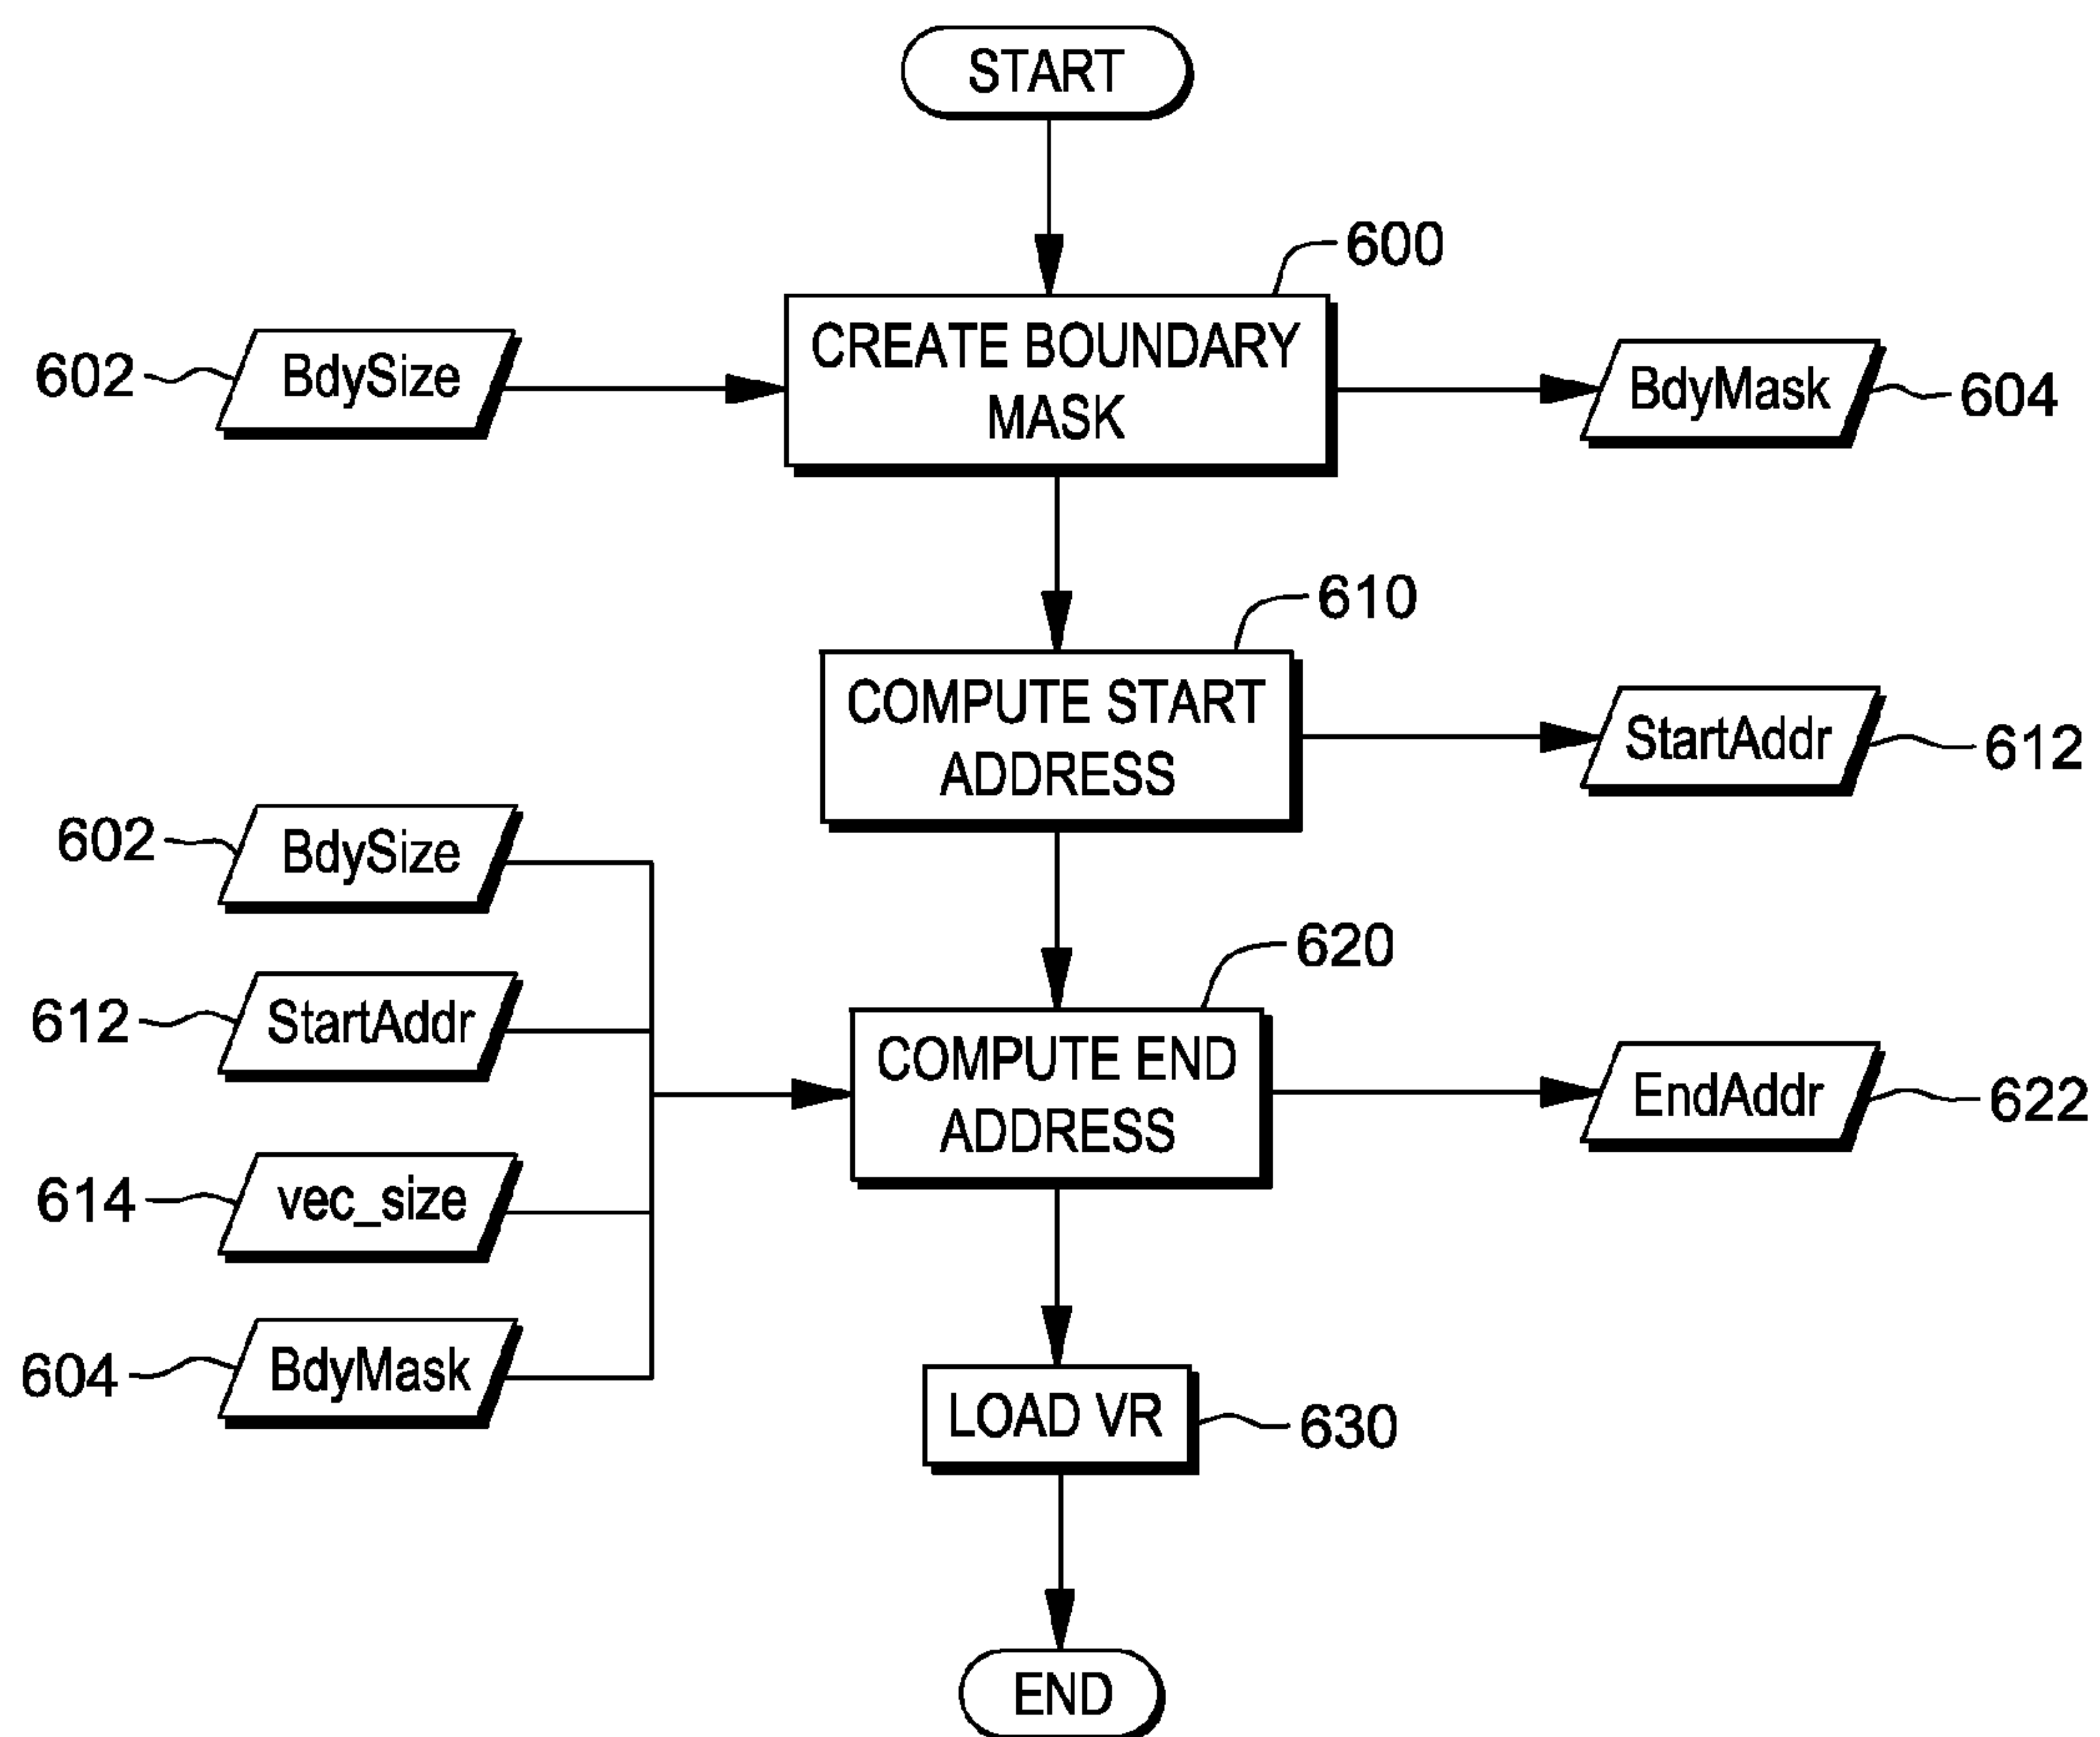 START
600
602
BdySize
CREATE BOUNDARY
MASK
BdyMask
604
610
COMPUTE START
ADDRESS
StartAddr
612
602
BdySize
612
StartAddr
614
vec_size
604
BdyMask
620
COMPUTE END
ADDRESS
EndAddr
622
LOAD VR
630
END